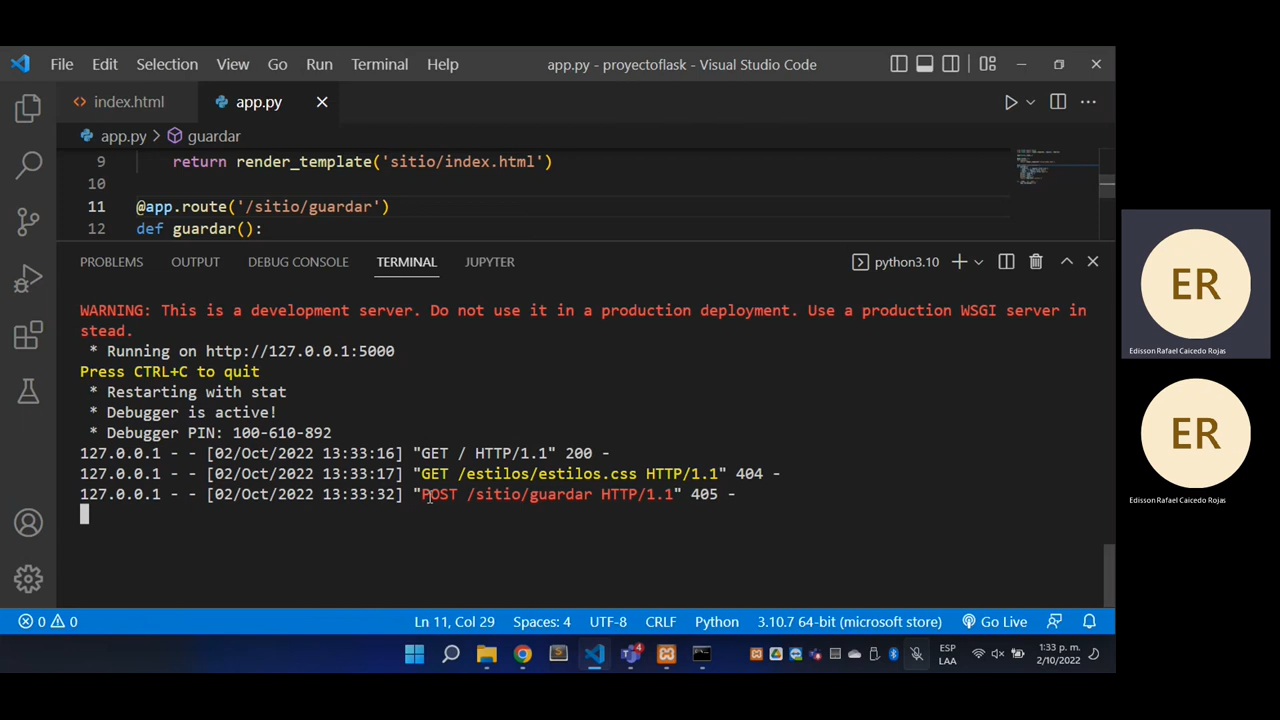 File Edit Selection View Go Run Terminal Help app.py - proyectoflask - Visual Studio Code
index.html app.py
app.py > guardar
9 return render_template('sitio/index.html')
10
11 @app.route('/sitio/guardar')
12 def guardar():
PROBLEMS OUTPUT DEBUG CONSOLE TERMINAL JUPYTER python3.10
WARNING: This is a development server. Do not use it in a production deployment. Use a production WSGI server in
stead.
* Running on http://127.0.0.1:5000
Press CTRL+C to quit
* Restarting with stat
* Debugger is active!
* Debugger PIN: 100-610-892
127.0.0.1 - - [02/Oct/2022 13:33:16] "GET / HTTP/1.1" 200 -
127.0.0.1 - - [02/Oct/2022 13:33:17] "GET /estilos/estilos.css HTTP/1.1" 404 -
127.0.0.1 - - [02/Oct/2022 13:33:32] "POST /sitio/guardar HTTP/1.1" 405 -
0 0 Ln 11, Col 29 Spaces: 4 UTF-8 CRLF Python 3.10.7 64-bit (microsoft store) Go Live
4 ESP LAA 1:33 p. m. 2/10/2022
ER
Edisson Rafael Caicedo Rojas
ER
Edisson Rafael Caicedo Rojas